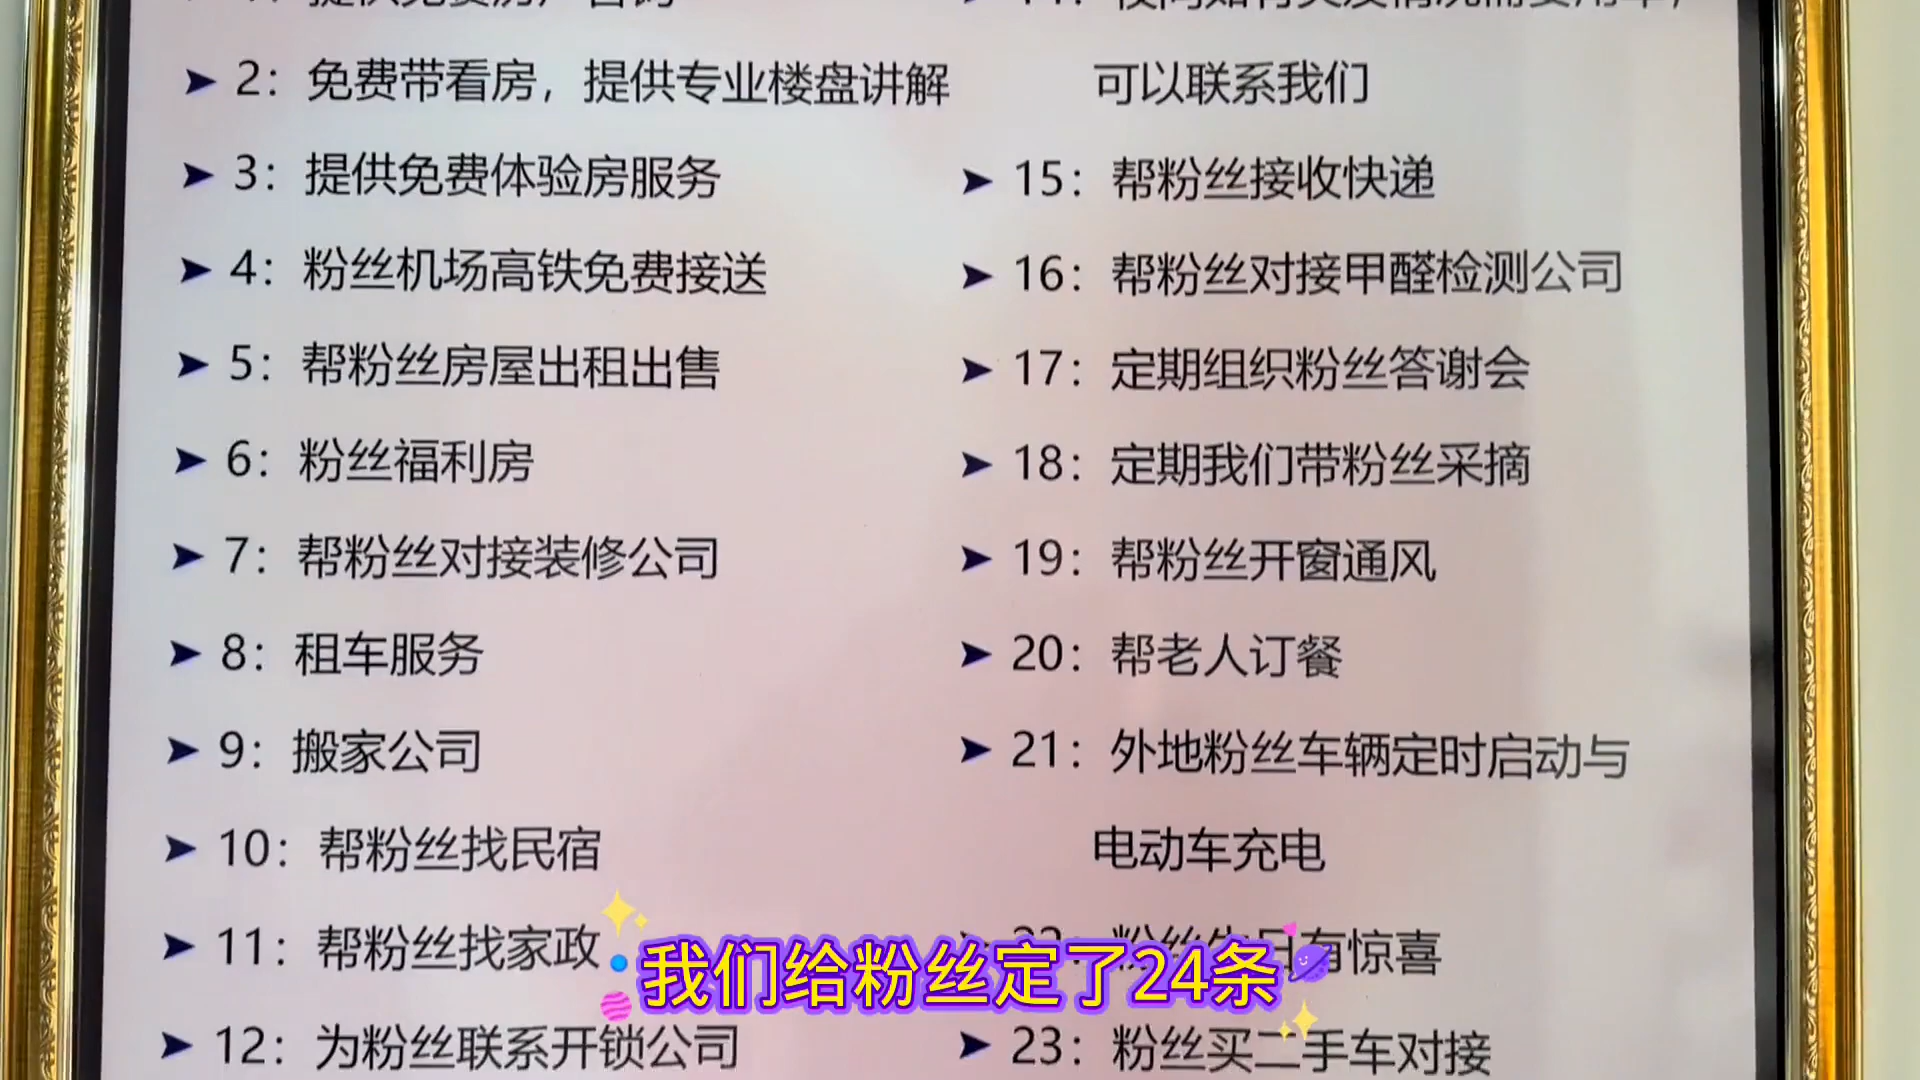 2：免费带看房，提供专业楼盘讲解
3：提供免费体验房服务
4：粉丝机场高铁免费接送
5：帮粉丝房屋出租出售
6：粉丝福利房
7：帮粉丝对接装修公司
8：租车服务
9：搬家公司
10：帮粉丝找民宿
11：帮粉丝找家政
12：为粉丝联系开锁公司
可以联系我们
15：帮粉丝接收快递
16：帮粉丝对接甲醛检测公司
17：定期组织粉丝答谢会
18：定期我们带粉丝采摘
19：帮粉丝开窗通风
20：帮老人订餐
21：外地粉丝车辆定时启动与
电动车充电
有惊喜
23：粉丝买二手车对接
我们给粉丝定了24条